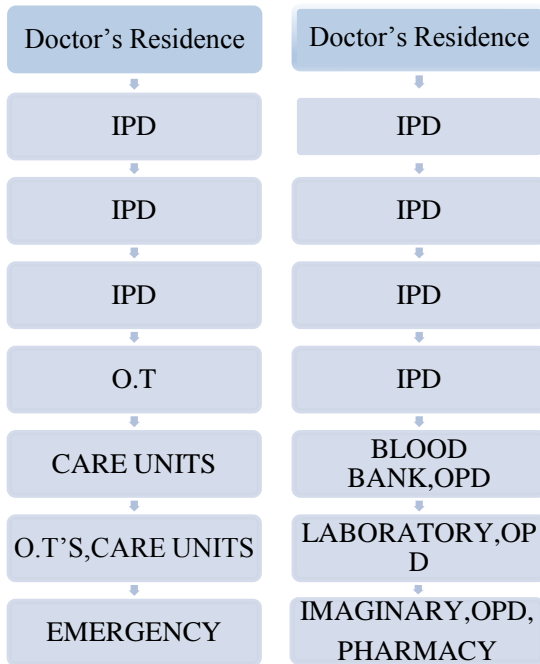 Doctor’s Residence
IPD
IPD
IPD
O.T
CARE UNITS
O.T’S,CARE UNITS
EMERGENCY
Doctor’s Residence
IPD
IPD
IPD
IPD
BLOOD
BANK,OPD
LABORATORY,OP
D
IMAGINARY,OPD,
PHARMACY